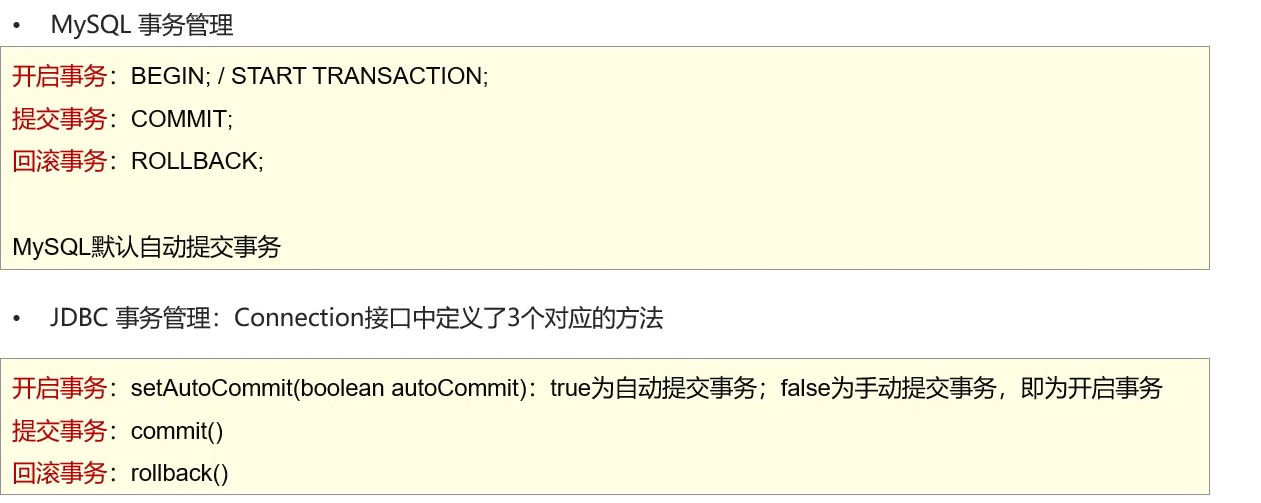 • MySQL 事务管理
开启事务：BEGIN; / START TRANSACTION;
提交事务：COMMIT;
回滚事务：ROLLBACK;
MySQL默认自动提交事务
• JDBC 事务管理：Connection接口中定义了3个对应的方法
开启事务：setAutoCommit(boolean autoCommit)：true为自动提交事务；false为手动提交事务，即为开启事务
提交事务：commit()
回滚事务：rollback()